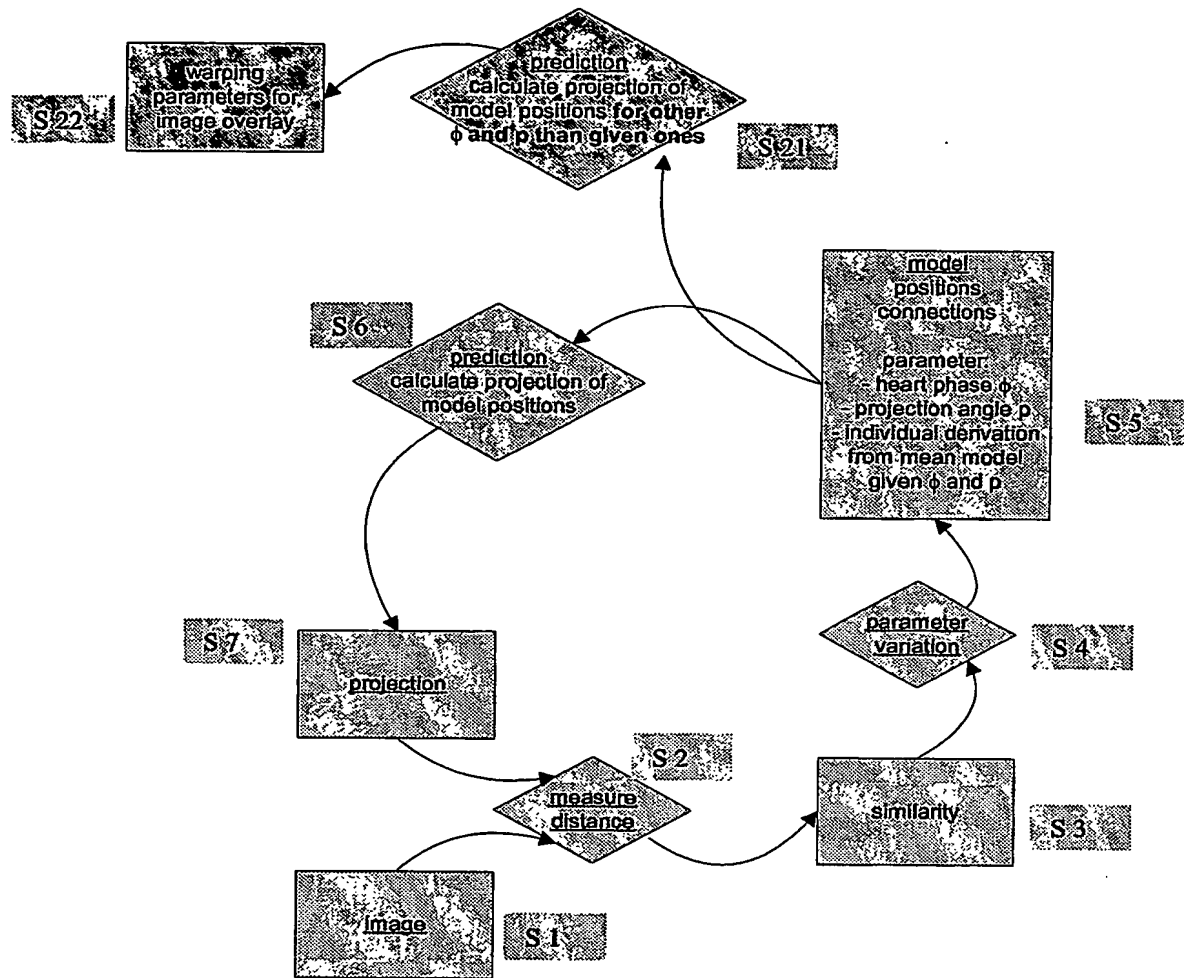 warping
parameters for
image overlay
S 22
prediction
calculate projection of
model positions for other
ϕ and p than given ones
S 21
model
positions
connections
parameter:
- heart phase ϕ
- projection angle p
- individual derivation
from mean model
given ϕ and p
S 5
S 6
prediction
calculate projection of
model positions
S 7
projection
parameter
variation
S 4
S 2
measure
distance
similarity
S 3
image
S 1